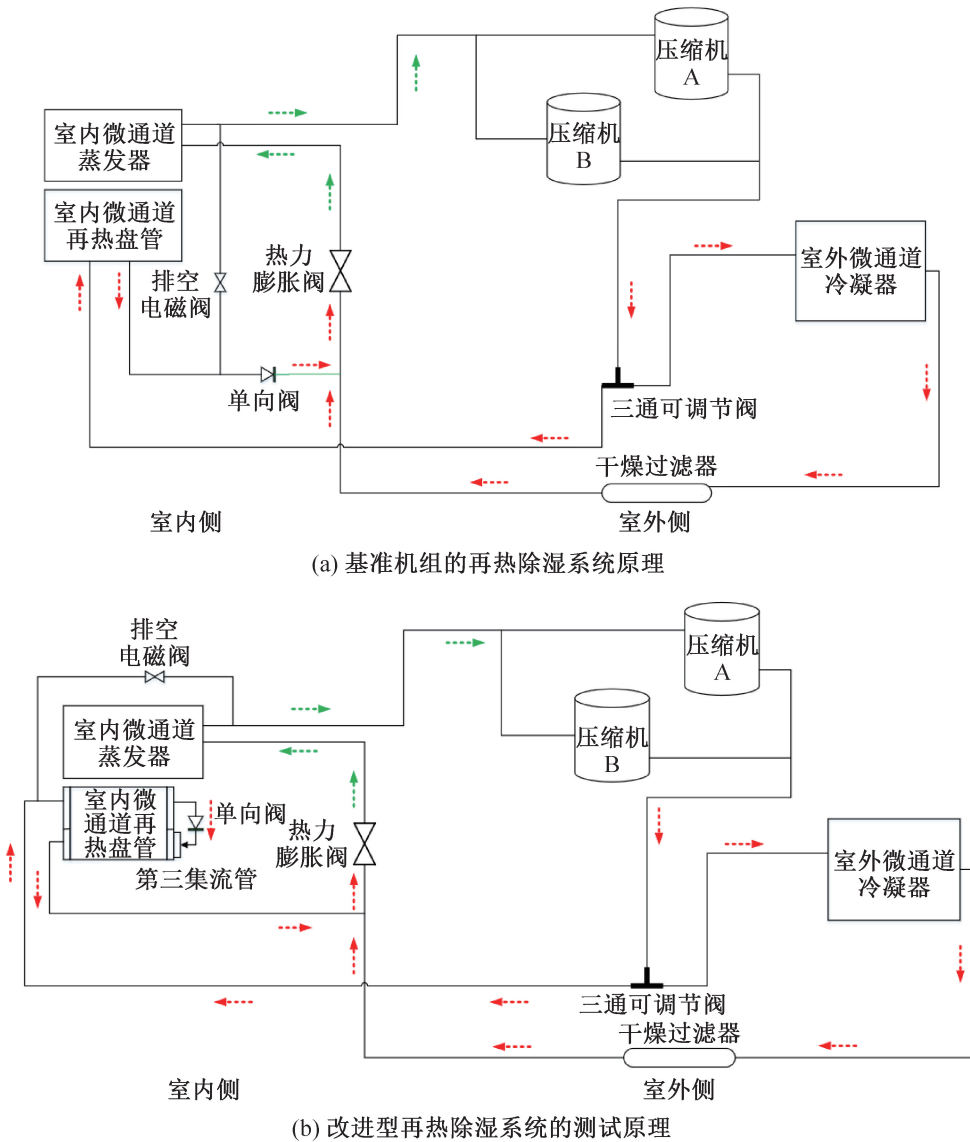 压缩机
A
压缩机
B
室内微通道
蒸发器
室内微通道
再热盘管
排空
电磁阀
热力
膨胀阀
单向阀
室外微通道
冷凝器
三通可调节阀
干燥过滤器
室内侧
室外侧
(a) 基准机组的再热除湿系统原理
排空
电磁阀
压缩机
A
压缩机
B
室内微通道
蒸发器
室内微
通道再
热盘管
单向阀
第三集流管
热力
膨胀阀
室外微通道
冷凝器
三通可调节阀
干燥过滤器
室内侧
室外侧
(b) 改进型再热除湿系统的测试原理